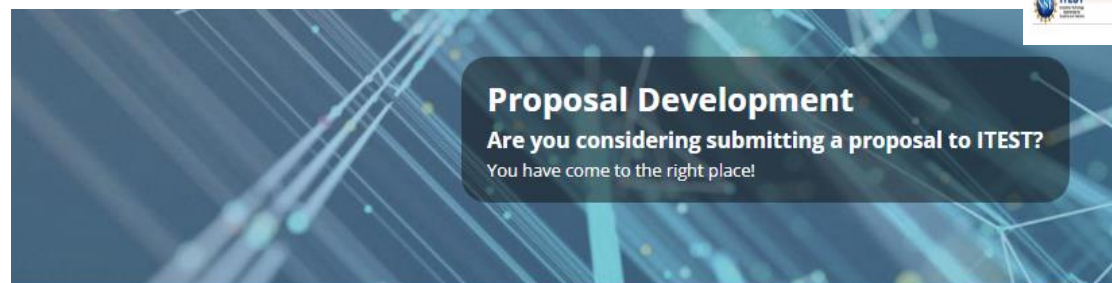 Proposal Development
Are you considering submitting a proposal to ITEST?
You have come to the right place!
ITEST